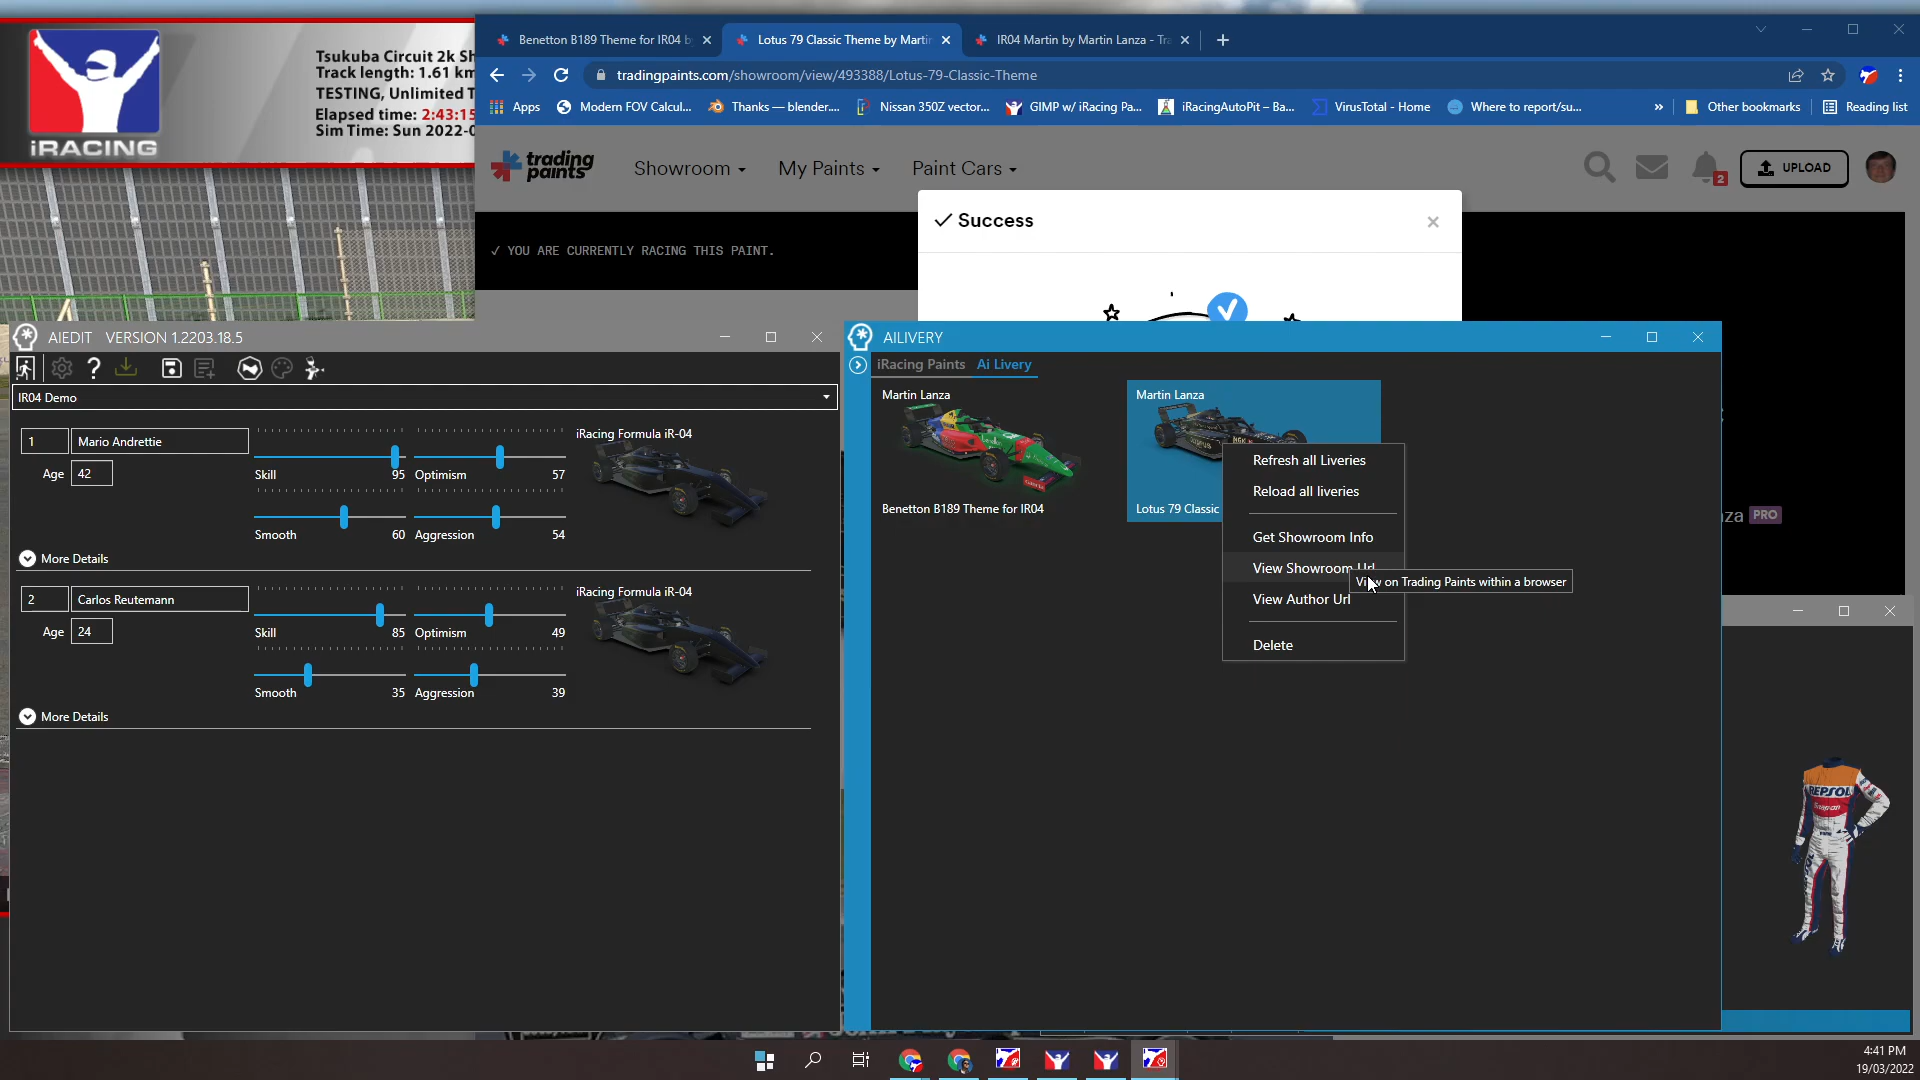 iRACING
Tsukuba Circuit 2k Sh
Track length: 1.61 km
TESTING, Unlimited T
Elapsed time: 2:43:15
Sim Time: Sun 2022-0
Benetton B189 Theme for IR04 b
Lotus 79 Classic Theme by Marti
IR04 Martin by Martin Lanza - Tra
tradingpaints.com/showroom/view/493388/Lotus-79-Classic-Theme
Apps
Modern FOV Calcul...
Thanks — blender....
Nissan 350Z vector...
GIMP w/ iRacing Pa...
iRacingAutoPit – Ba...
VirusTotal - Home
Where to report/su...
»
Other bookmarks
Reading list
trading paints
Showroom
My Paints
Paint Cars
2
UPLOAD
✓ Success
×
✓ YOU ARE CURRENTLY RACING THIS PAINT.
nza PRO
AIEDIT VERSION 1.2203.18.5
IR04 Demo
1
Mario Andrettie
Age 42
Skill 95
Optimism 57
Smooth 60
Aggression 54
iRacing Formula iR-04
More Details
2
Carlos Reutemann
Age 24
Skill 85
Optimism 49
Smooth 35
Aggression 39
iRacing Formula iR-04
More Details
AILIVERY
iRacing Paints
Ai Livery
Martin Lanza
Benetton B189 Theme for IR04
Martin Lanza
Lotus 79 Classic
Refresh all Liveries
Reload all liveries
Get Showroom Info
View Showroom Url
View on Trading Paints within a browser
View Author Url
Delete
REPSOL
4:41 PM
19/03/2022